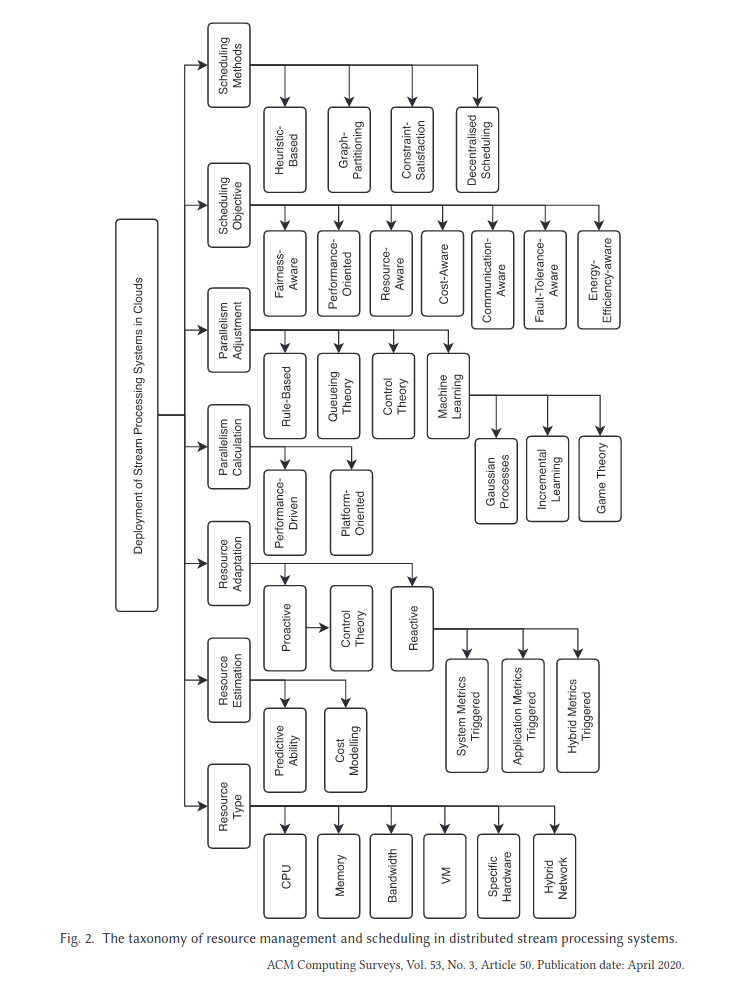 Deployment of Stream Processing Systems in Clouds
Resource
Type
CPU
Memory
Bandwidth
VM
Specific
Hardware
Hybrid
Network
Resource
Estimation
Predictive
Ability
Cost
Modelling
Resource
Adaptation
Proactive
Control
Theory
Reactive
System Metrics
Triggered
Application Metrics
Triggered
Hybrid Metrics
Triggered
Parallelism
Calculation
Performance-
Driven
Platform-
Oriented
Parallelism
Adjustment
Rule-Based
Queueing
Theory
Control
Theory
Machine
Learning
Gaussian
Processes
Incremental
Learning
Game Theory
Scheduling
Objective
Fairness-
Aware
Performance-
Oriented
Resource-
Aware
Cost-Aware
Communication-
Aware
Fault-Tolerance-
Aware
Energy-
Efficiency-aware
Scheduling
Methods
Heuristic-
Based
Graph-
Partitioning
Constraint-
Satisfaction
Decentralised
Scheduling
Fig. 2. The taxonomy of resource management and scheduling in distributed stream processing systems.
ACM Computing Surveys, Vol. 53, No. 3, Article 50. Publication date: April 2020.